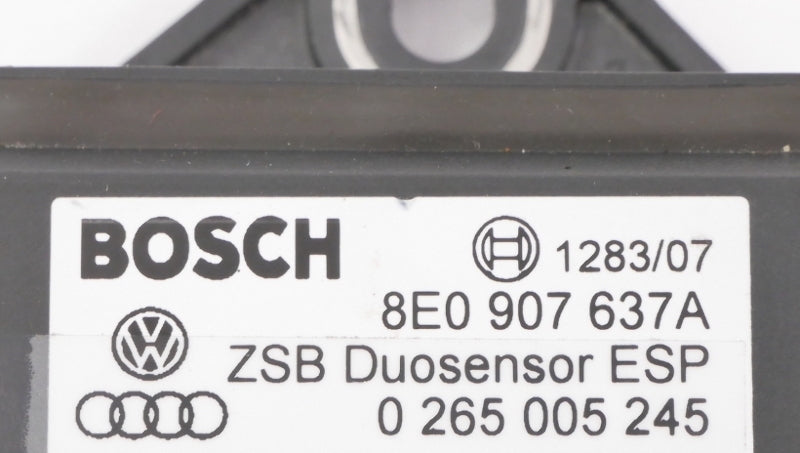 BOSCH 1283/07
8E0 907 637A
ZSB Duosensor ESP
0 265 005 245